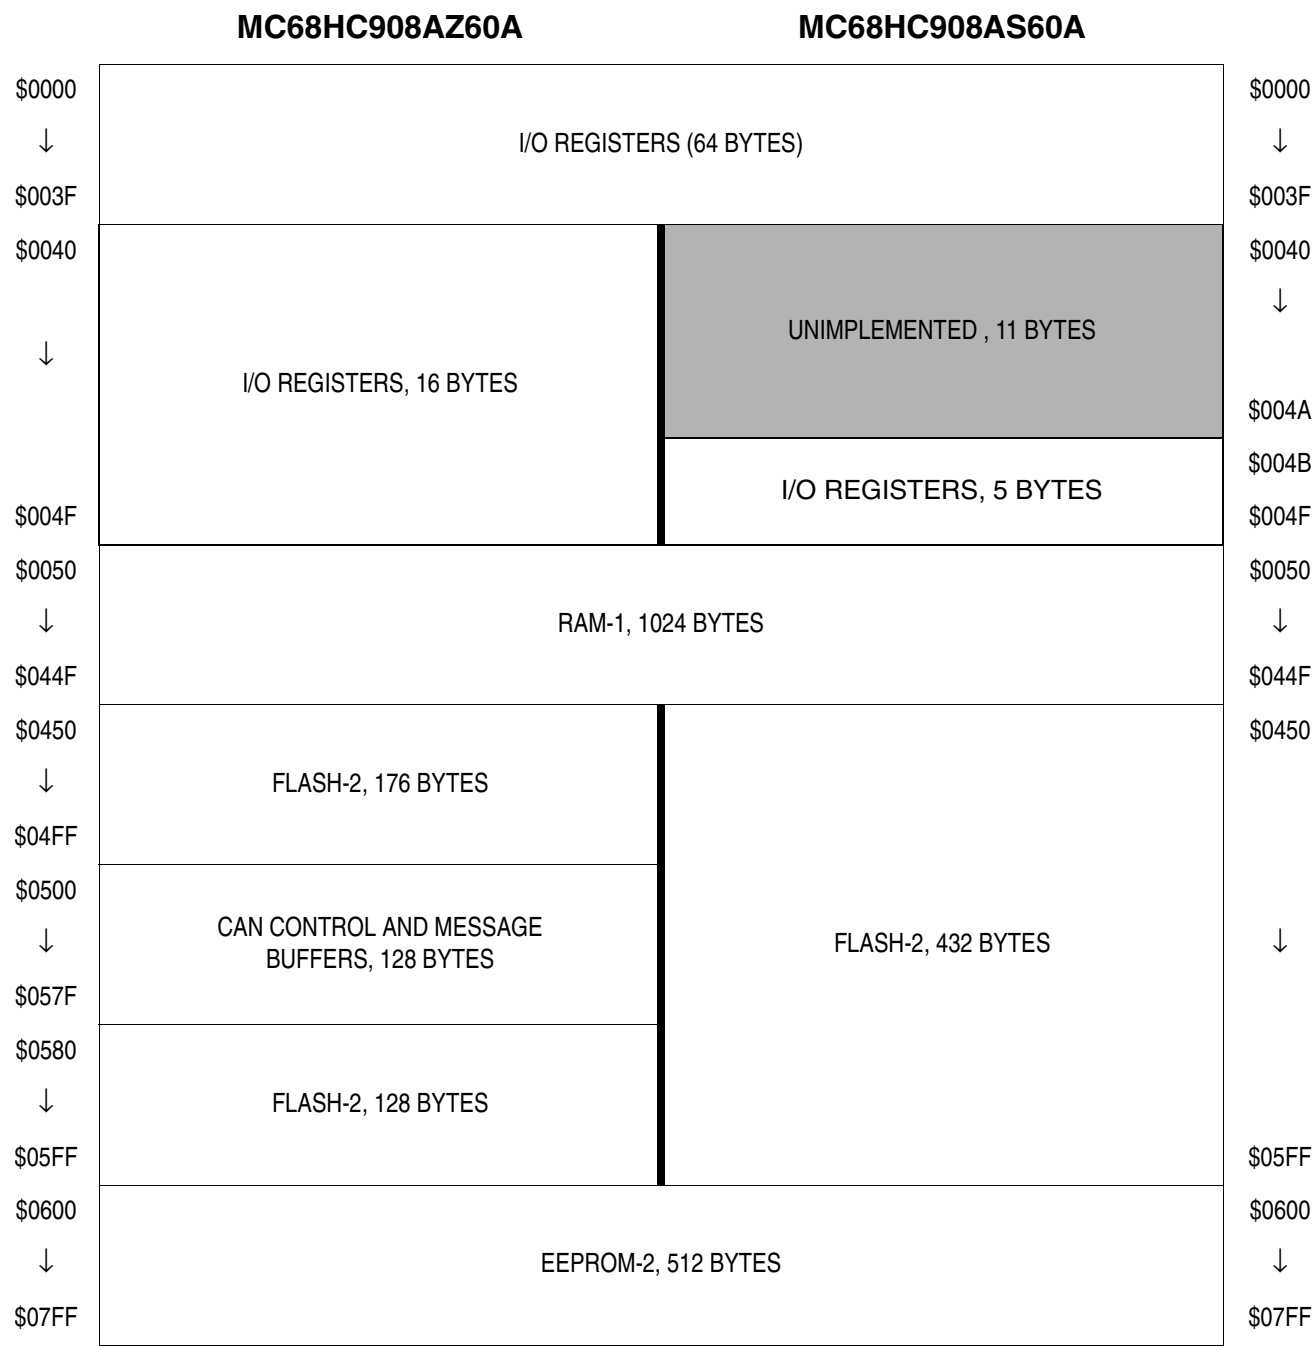 MC68HC908AZ60A MC68HC908AS60A
$0000 $0000
↓ I/O REGISTERS (64 BYTES) ↓
$003F $003F
$0040 $0040
↓
UNIMPLEMENTED , 11 BYTES
↓
I/O REGISTERS, 16 BYTES
$004A
$004B
I/O REGISTERS, 5 BYTES
$004F $004F
$0050 $0050
↓ RAM-1, 1024 BYTES ↓
$044F $044F
$0450 $0450
↓ FLASH-2, 176 BYTES
$04FF
$0500
CAN CONTROL AND MESSAGE
BUFFERS, 128 BYTES
↓ FLASH-2, 432 BYTES ↓
$057F
$0580
↓ FLASH-2, 128 BYTES
$05FF $05FF
$0600 $0600
↓ EEPROM-2, 512 BYTES ↓
$07FF $07FF